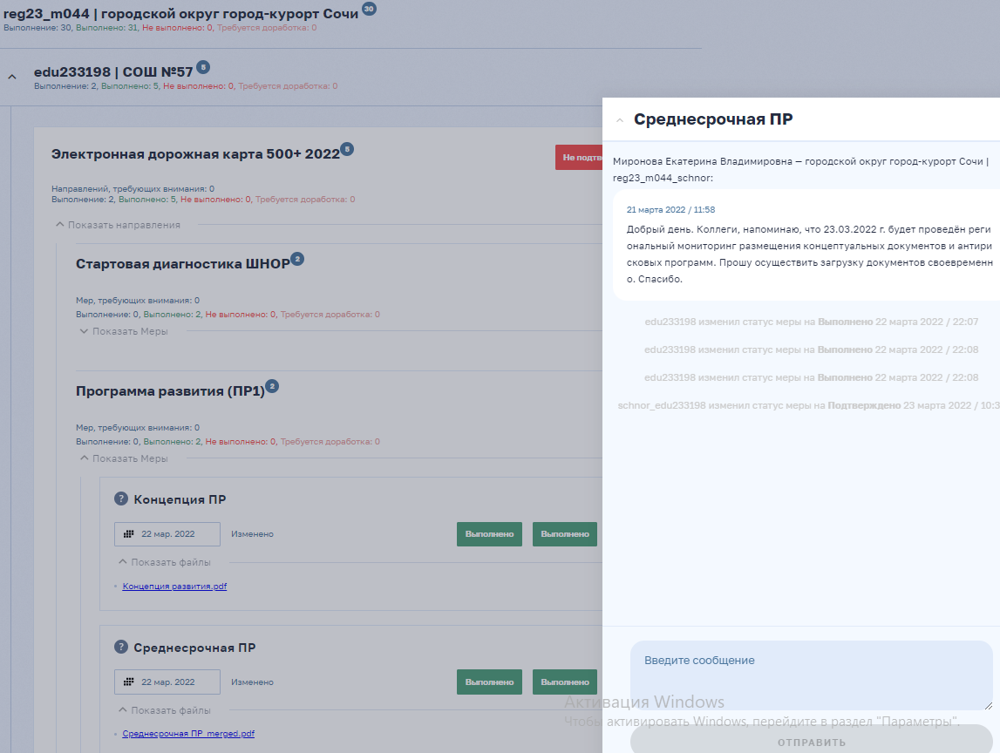 reg23_m044 | городской округ город-курорт Сочи 30
Выполнение: 30, Выполнено: 31, Не выполнено: 0, Требуется доработка: 0
edu233198 | СОШ №57 5
Выполнение: 2, Выполнено: 5, Не выполнено: 0, Требуется доработка: 0
Электронная дорожная карта 500+ 2022 5
Не подтв
Направлений, требующих внимания: 0
Выполнение: 2, Выполнено: 5, Не выполнено: 0, Требуется доработка: 0
Показать направления
Стартовая диагностика ШНОР 2
Мер, требующих внимания: 0
Выполнение: 0, Выполнено: 2, Не выполнено: 0, Требуется доработка: 0
Показать Меры
Программа развития (ПР1) 2
Мер, требующих внимания: 0
Выполнение: 0, Выполнено: 2, Не выполнено: 0, Требуется доработка: 0
Показать Меры
? Концепция ПР
22 мар. 2022 Изменено Выполнено Выполнено
Показать файлы
Концепция развития.pdf
? Среднесрочная ПР
22 мар. 2022 Изменено Выполнено Выполнено
Показать файлы
Среднесрочная ПР_merged.pdf
Среднесрочная ПР
Миронова Екатерина Владимировна — городской округ город-курорт Сочи |
reg23_m044_schnor:
21 марта 2022 / 11:58
Добрый день. Коллеги, напоминаю, что 23.03.2022 г. будет проведён реги
ональный мониторинг размещения концептуальных документов и антири
сковых программ. Прошу осуществить загрузку документов своевременн
о. Спасибо.
edu233198 изменил статус меры на Выполнено 22 марта 2022 / 22:07
edu233198 изменил статус меры на Выполнено 22 марта 2022 / 22:08
edu233198 изменил статус меры на Выполнено 22 марта 2022 / 22:08
schnor_edu233198 изменил статус меры на Подтверждено 23 марта 2022 / 10:3
Введите сообщение
Активация Windows
Чтобы активировать Windows, перейдите в раздел "Параметры".
ОТПРАВИТЬ